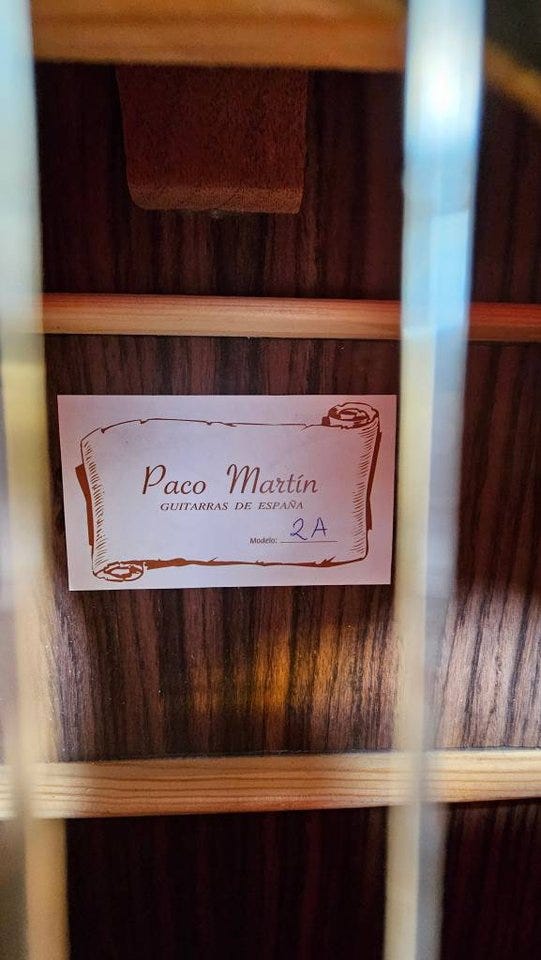 Paco Martín
GUITARRAS DE ESPAÑA
Modelo: 2A